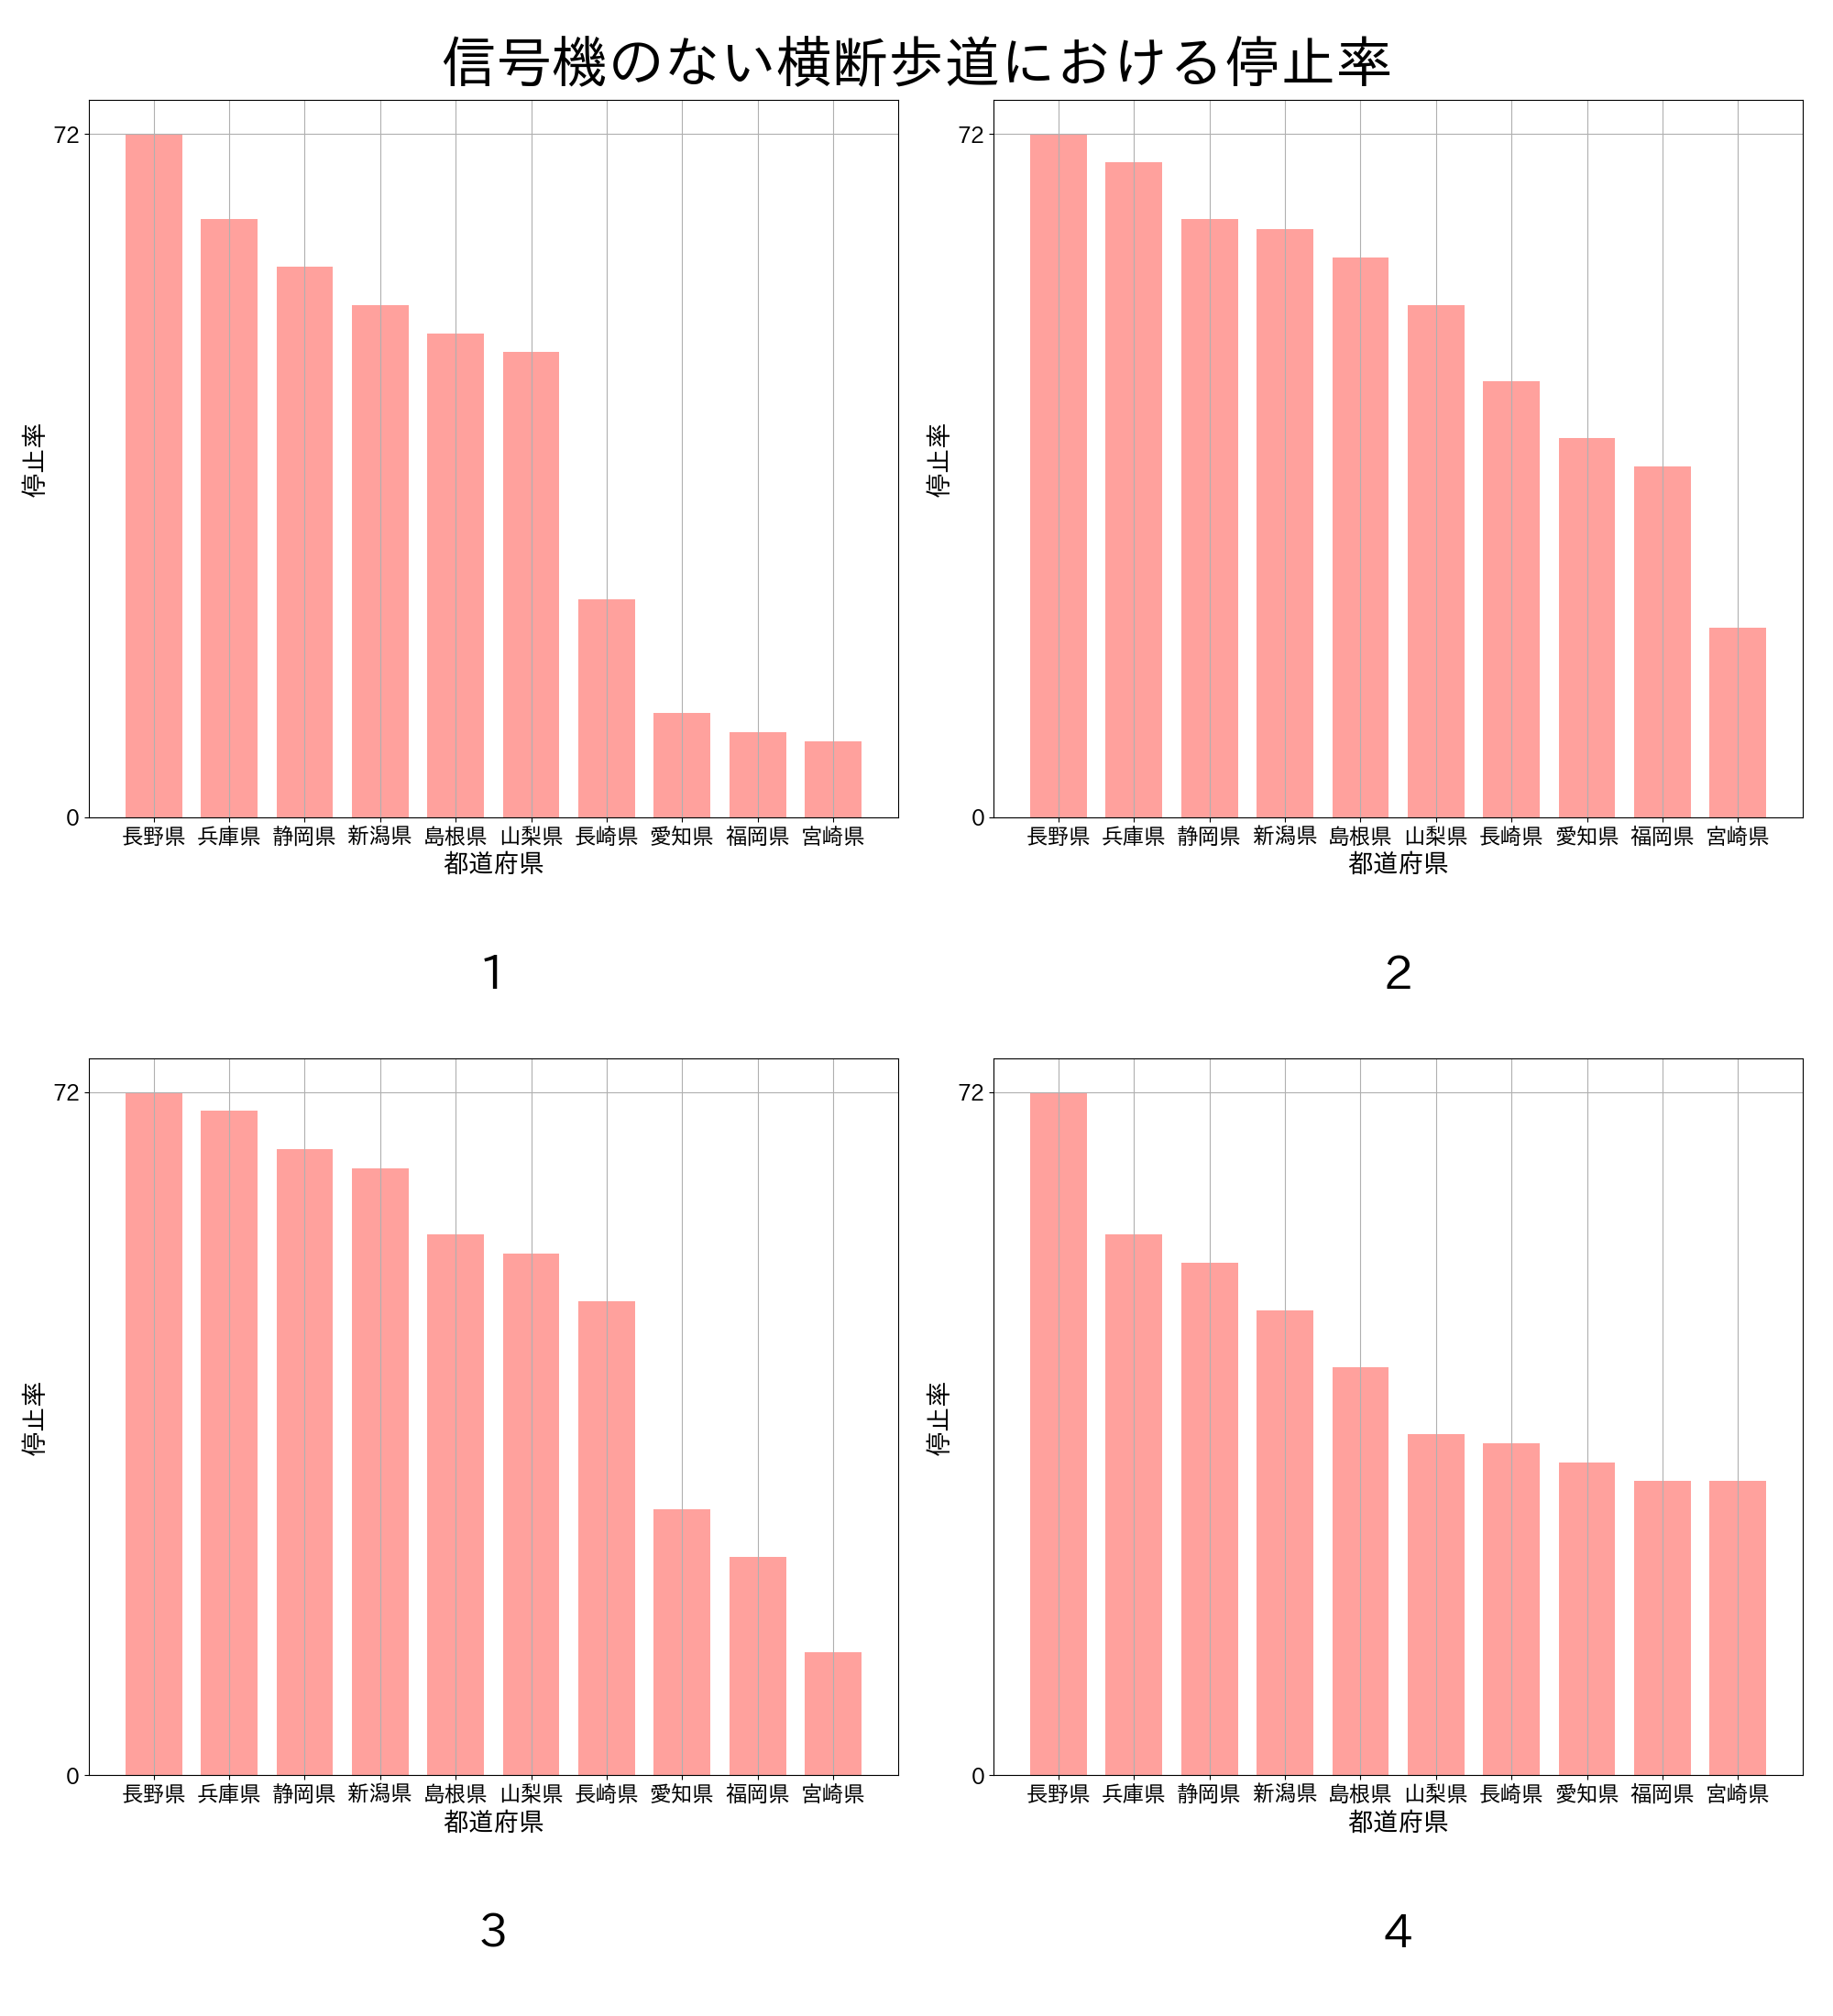 信号機のない横断歩道における停止率
72
0
停止率
長野県 兵庫県 静岡県 新潟県 島根県 山梨県 長崎県 愛知県 福岡県 宮崎県
都道府県
1
72
0
停止率
長野県 兵庫県 静岡県 新潟県 島根県 山梨県 長崎県 愛知県 福岡県 宮崎県
都道府県
2
72
0
停止率
長野県 兵庫県 静岡県 新潟県 島根県 山梨県 長崎県 愛知県 福岡県 宮崎県
都道府県
3
72
0
停止率
長野県 兵庫県 静岡県 新潟県 島根県 山梨県 長崎県 愛知県 福岡県 宮崎県
都道府県
4